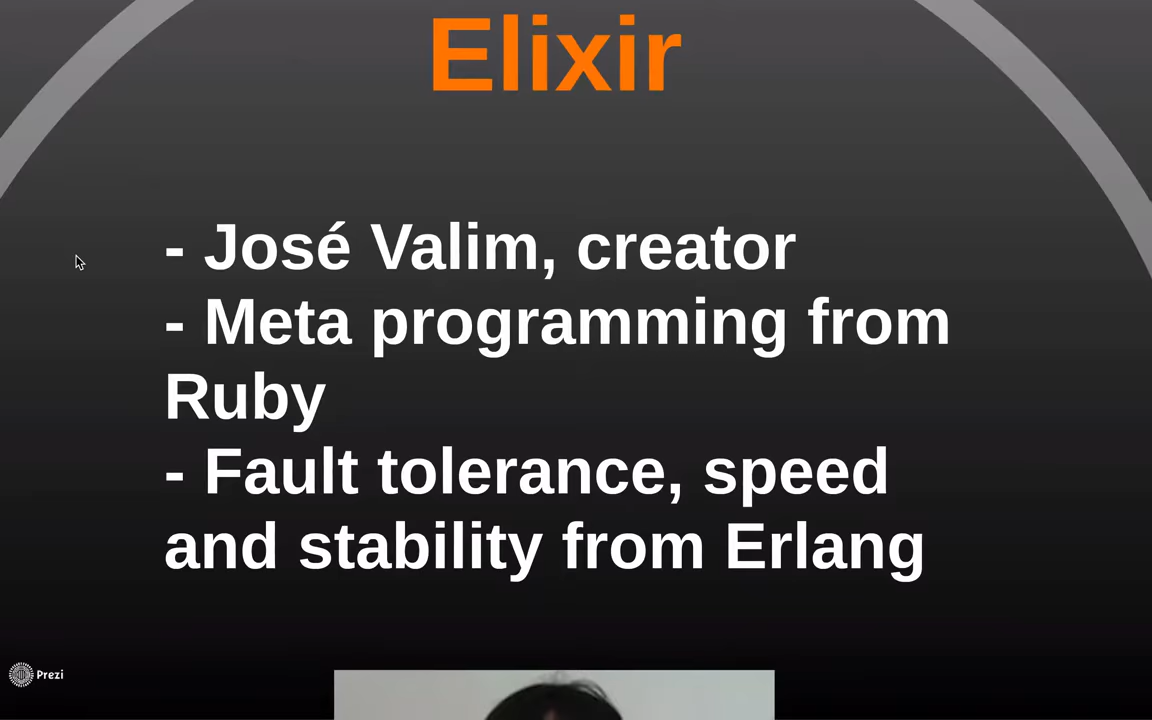 Elixir
- José Valim, creator
- Meta programming from
Ruby
- Fault tolerance, speed
and stability from Erlang
Prezi